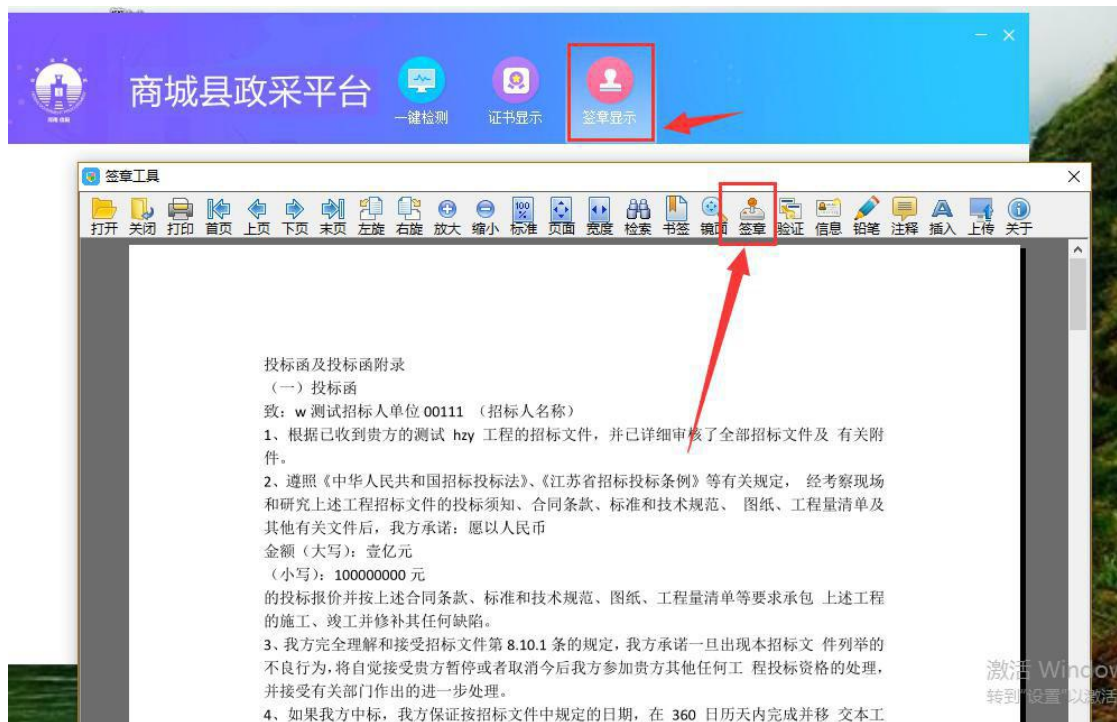 商城县政采平台
一键检测
证书显示
签章显示
签章工具
打开 关闭 打印 首页 上页 下页 末页 左旋 右旋 放大 缩小 标准 页面 宽度 检索 书签 镜面 签章 验证 信息 铅笔 注释 插入 上传 关于
投标函及投标函附录
（一）投标函
致：w 测试招标人单位 00111 （招标人名称）
1、根据已收到贵方的测试 hzy 工程的招标文件，并已详细审核了全部招标文件及 有关附
件。
2、遵照《中华人民共和国招标投标法》、《江苏省招标投标条例》等有关规定， 经考察现场
和研究上述工程招标文件的投标须知、合同条款、标准和技术规范、 图纸、工程量清单及
其他有关文件后，我方承诺：愿以人民币
金额（大写）：壹亿元
（小写）：100000000 元
的投标报价并按上述合同条款、标准和技术规范、图纸、工程量清单等要求承包 上述工程
的施工、竣工并修补其任何缺陷。
3、我方完全理解和接受招标文件第 8.10.1 条的规定，我方承诺一旦出现本招标文 件列举的
不良行为，将自觉接受贵方暂停或者取消今后我方参加贵方其他任何工 程投标资格的处理，
并接受有关部门作出的进一步处理。
4、如果我方中标，我方保证按招标文件中规定的日期，在 360 日历天内完成并移 交本工
激活 Window
转到"设置"以激活